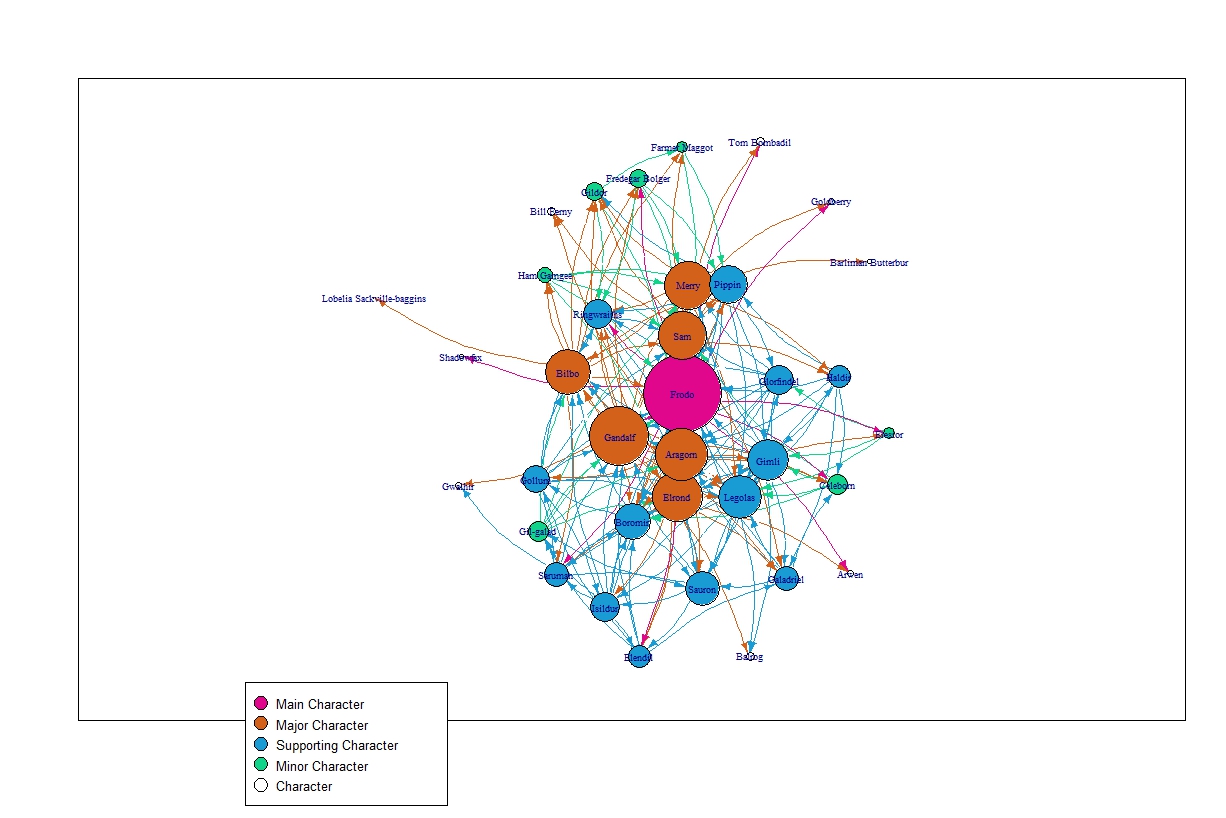 Farmer Maggot
Tom Bombadil
Fredegar Bolger
Gildor
Goldberry
Bill Ferny
Barliman Butterbur
Ham Gamgee
Merry
Pippin
Lobelia Sackville-baggins
Ringwraiths
Sam
Shadowfax
Bilbo
Glorfindel
Haldir
Frodo
Gandalf
Erestor
Aragorn
Gimli
Gollum
Gwaihir
Celeborn
Elrond
Legolas
Boromir
Gil-galad
Saruman
Galadriel
Arwen
Sauron
Isildur
Elendil
Balrog
Main Character
Major Character
Supporting Character
Minor Character
Character